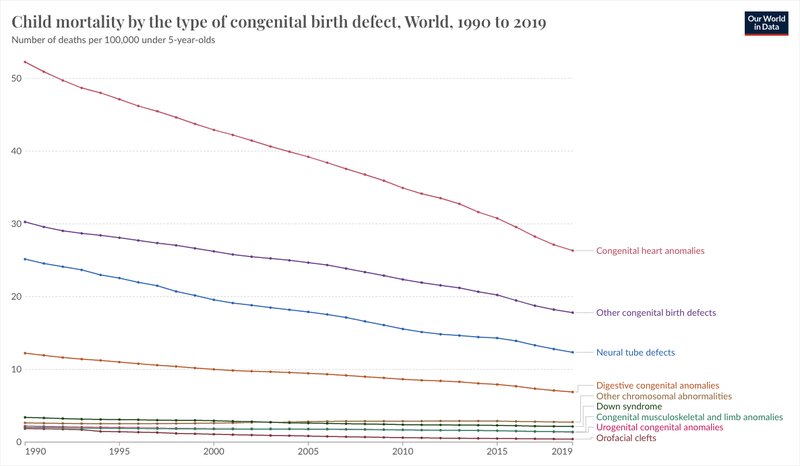 Child mortality by the type of congenital birth defect, World, 1990 to 2019
Number of deaths per 100,000 under 5-year-olds
Our World
in Data
50
40
30
20
10
0
1990
1995
2000
2005
2010
2015
2019
Congenital heart anomalies
Other congenital birth defects
Neural tube defects
Digestive congenital anomalies
Other chromosomal abnormalities
Down syndrome
Congenital musculoskeletal and limb anomalies
Urogenital congenital anomalies
Orofacial clefts